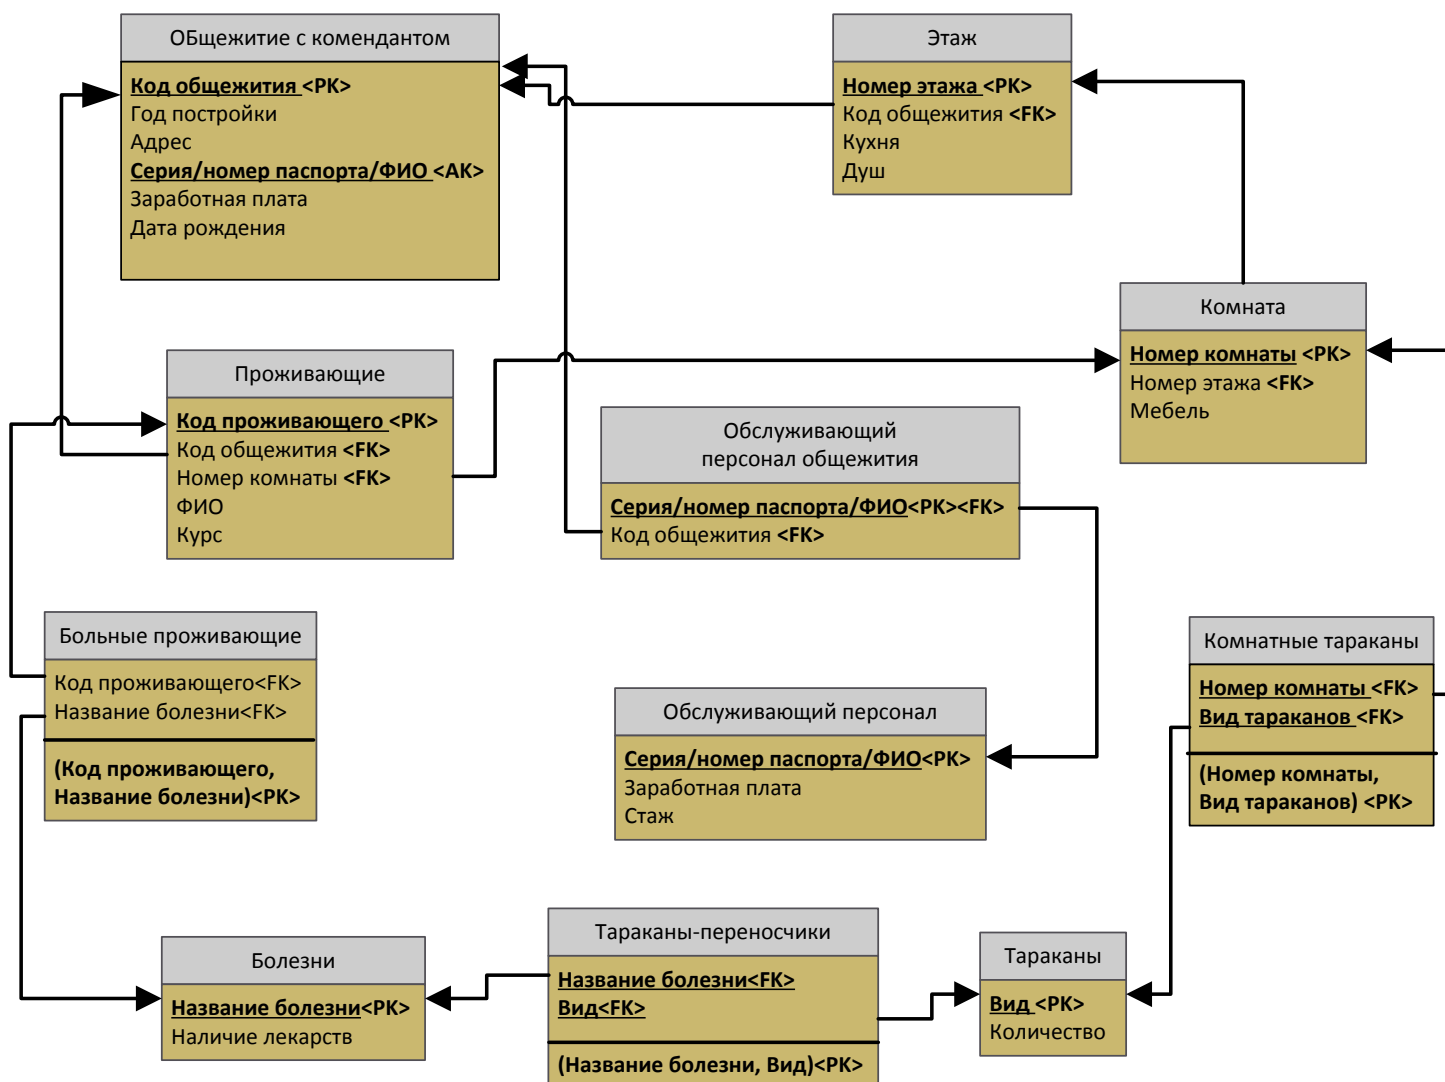 ОБщежитие с комендантом
Код общежития <PK>
Год постройки
Адрес
Серия/номер паспорта/ФИО <AK>
Заработная плата
Дата рождения
Этаж
Номер этажа <PK>
Код общежития <FK>
Кухня
Душ
Комната
Номер комнаты <PK>
Номер этажа <FK>
Мебель
Проживающие
Код проживающего <PK>
Код общежития <FK>
Номер комнаты <FK>
ФИО
Курс
Обслуживающий
персонал общежития
Серия/номер паспорта/ФИО<PK><FK>
Код общежития <FK>
Больные проживающие
Код проживающего<FK>
Название болезни<FK>
(Код проживающего,
Название болезни)<PK>
Обслуживающий персонал
Серия/номер паспорта/ФИО<PK>
Заработная плата
Стаж
Комнатные тараканы
Номер комнаты <FK>
Вид тараканов <FK>
(Номер комнаты,
Вид тараканов) <PK>
Болезни
Название болезни<PK>
Наличие лекарств
Тараканы-переносчики
Название болезни<FK>
Вид<FK>
(Название болезни, Вид)<PK>
Тараканы
Вид <PK>
Количество